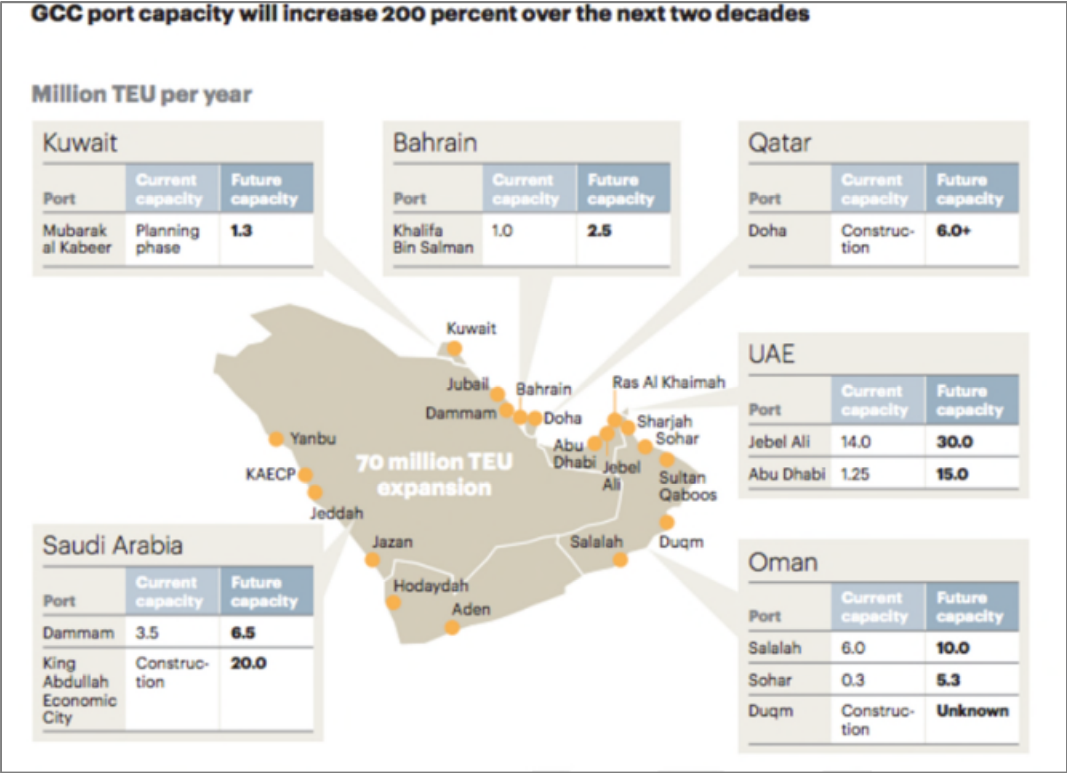 GCC port capacity will increase 200 percent over the next two decades
Million TEU per year
Kuwait
Port Current capacity Future capacity
Mubarak al Kabeer Planning phase 1.3
Bahrain
Port Current capacity Future capacity
Khalifa Bin Salman 1.0 2.5
Qatar
Port Current capacity Future capacity
Doha Construc-tion 6.0+
UAE
Port Current capacity Future capacity
Jebel Ali 14.0 30.0
Abu Dhabi 1.25 15.0
Kuwait
Jubail
Bahrain
Ras Al Khaimah
Dammam
Doha
Sharjah
Abu Dhabi
Sohar
Yanbu
Jebel Ali
KAECP
70 million TEU
expansion
Sultan Qaboos
Jeddah
Jazan
Salalah
Duqm
Hodaydah
Aden
Saudi Arabia
Port Current capacity Future capacity
Dammam 3.5 6.5
King Abdullah Economic City Construc-tion 20.0
Oman
Port Current capacity Future capacity
Salalah 6.0 10.0
Sohar 0.3 5.3
Duqm Construc-tion Unknown